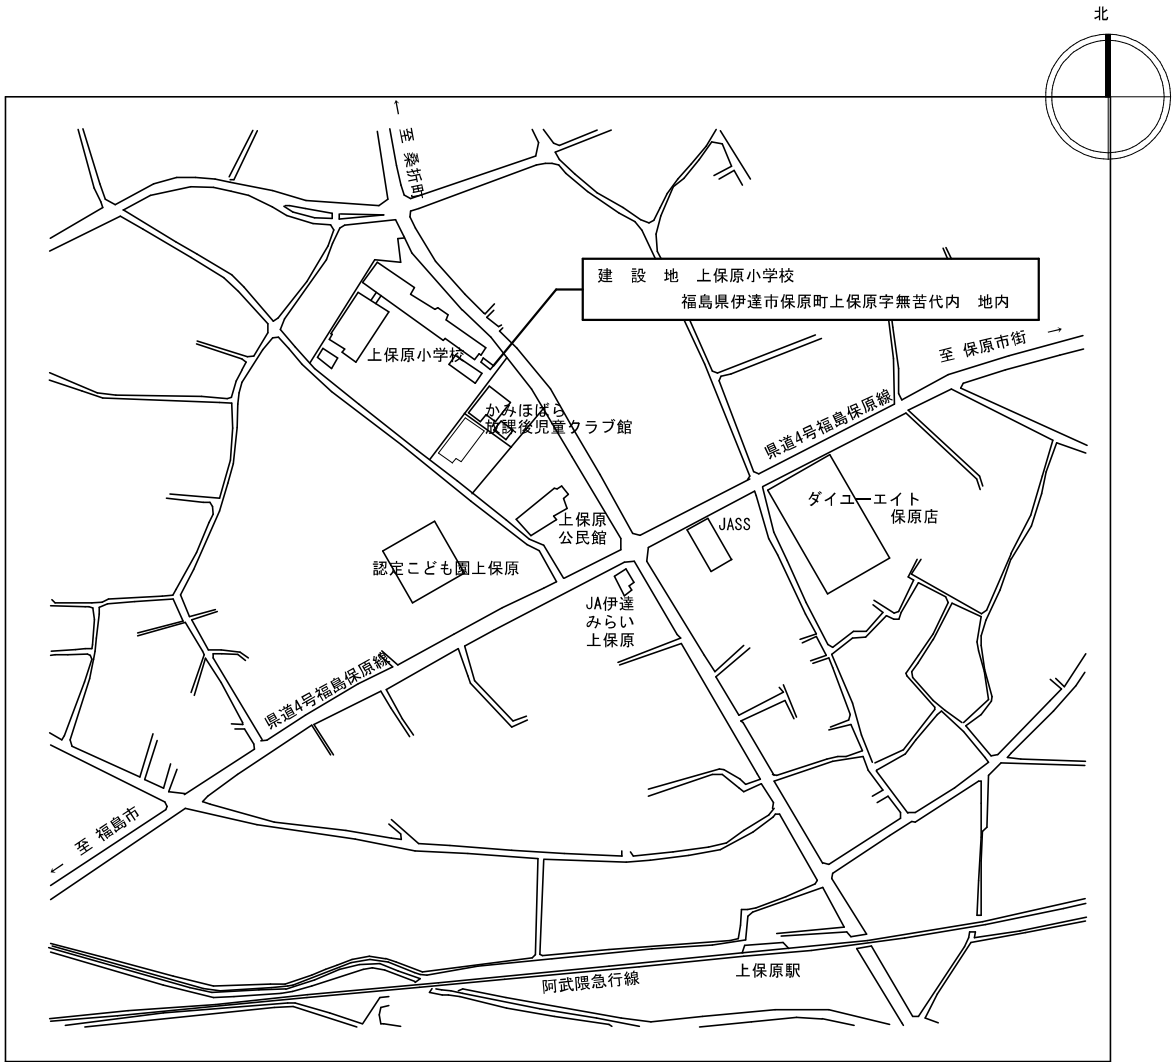 北
← 至 桑折町
建 設 地 上保原小学校
福島県伊達市保原町上保原字無苦代内 地内
至 保原市街 →
上保原小学校
かみほばら
放課後児童クラブ館
県道4号福島保原線
ダイユーエイト
保原店
上保原
公民館
JASS
認定こども園上保原
JA伊達
みらい
上保原
県道4号福島保原線
← 至 福島市
阿武隈急行線
上保原駅